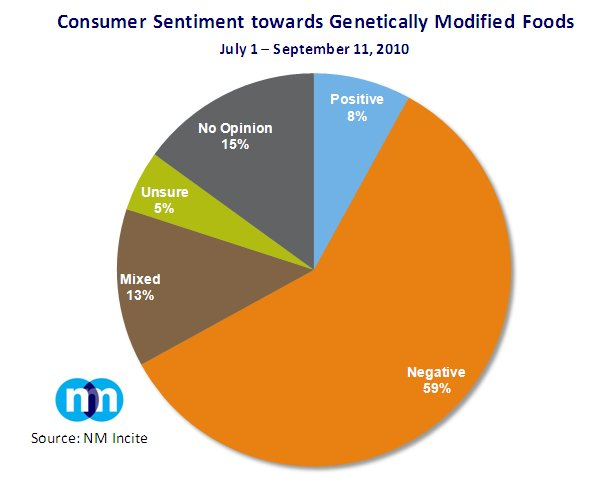 Consumer Sentiment towards Genetically Modified Foods
July 1 – September 11, 2010
Positive
8%
No Opinion
15%
Unsure
5%
Mixed
13%
Negative
59%
nm
Source: NM Incite